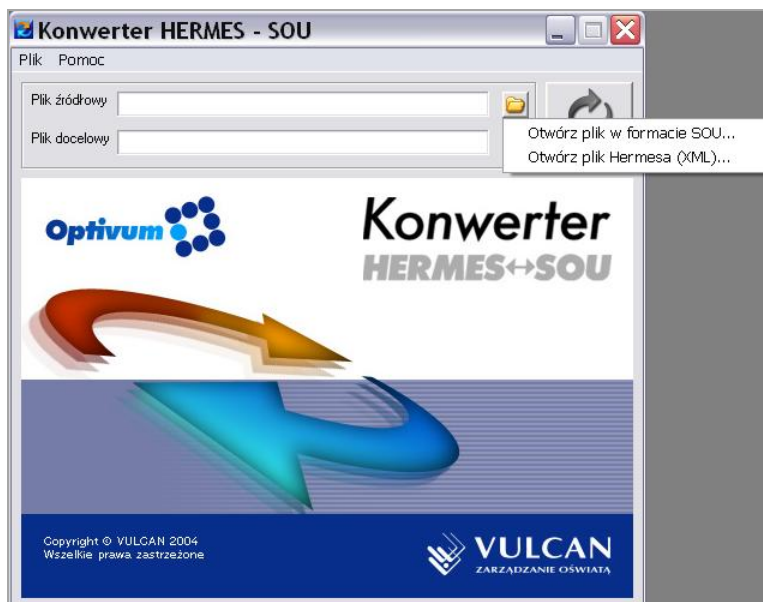 Konwerter HERMES - SOU
Plik Pomoc
Plik źródłowy
Plik docelowy
Otwórz plik w formacie SOU...
Otwórz plik Hermesa (XML)...
Optivum
Konwerter
HERMES↔SOU
Copyright © VULCAN 2004
Wszelkie prawa zastrzeżone
VULCAN
ZARZĄDZANIE OŚWIATĄ